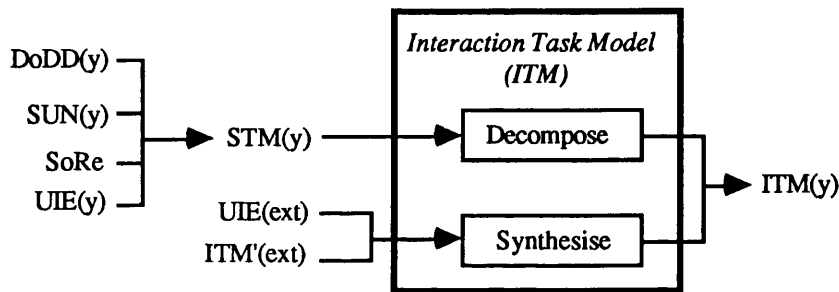 Interaction Task Model
(ITM)
DoDD(y)
SUN(y)
SoRe
UIE(y)
STM(y)
Decompose
UIE(ext)
ITM'(ext)
Synthesise
ITM(y)